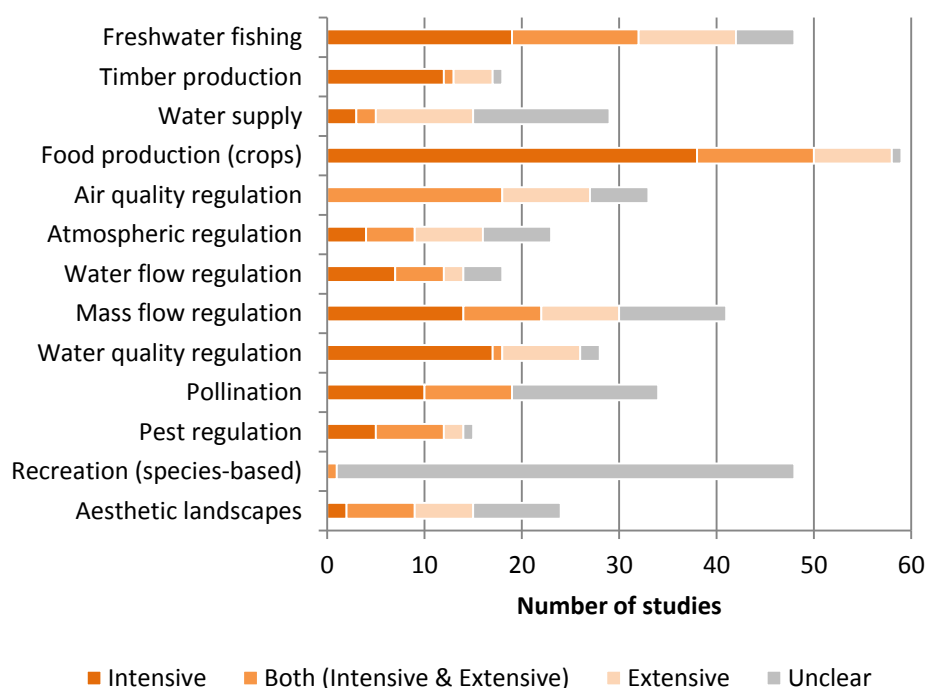 Freshwater fishing
Timber production
Water supply
Food production (crops)
Air quality regulation
Atmospheric regulation
Water flow regulation
Mass flow regulation
Water quality regulation
Pollination
Pest regulation
Recreation (species-based)
Aesthetic landscapes
0 10 20 30 40 50 60
Number of studies
Intensive Both (Intensive & Extensive) Extensive Unclear